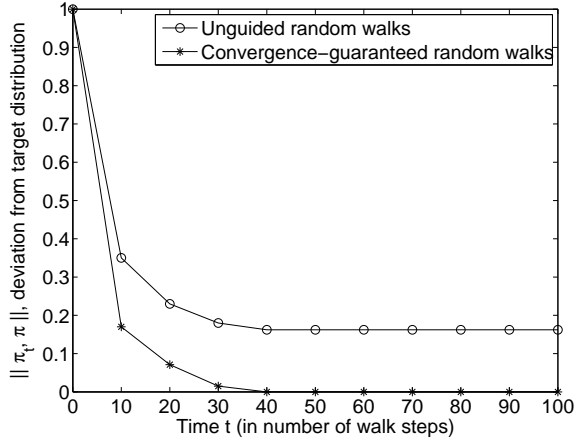 Unguided random walks
Convergence−guaranteed random walks
|| π_t, π ||, deviation from target distribution
1
0.9
0.8
0.7
0.6
0.5
0.4
0.3
0.2
0.1
0
0 10 20 30 40 50 60 70 80 90 100
Time t (in number of walk steps)